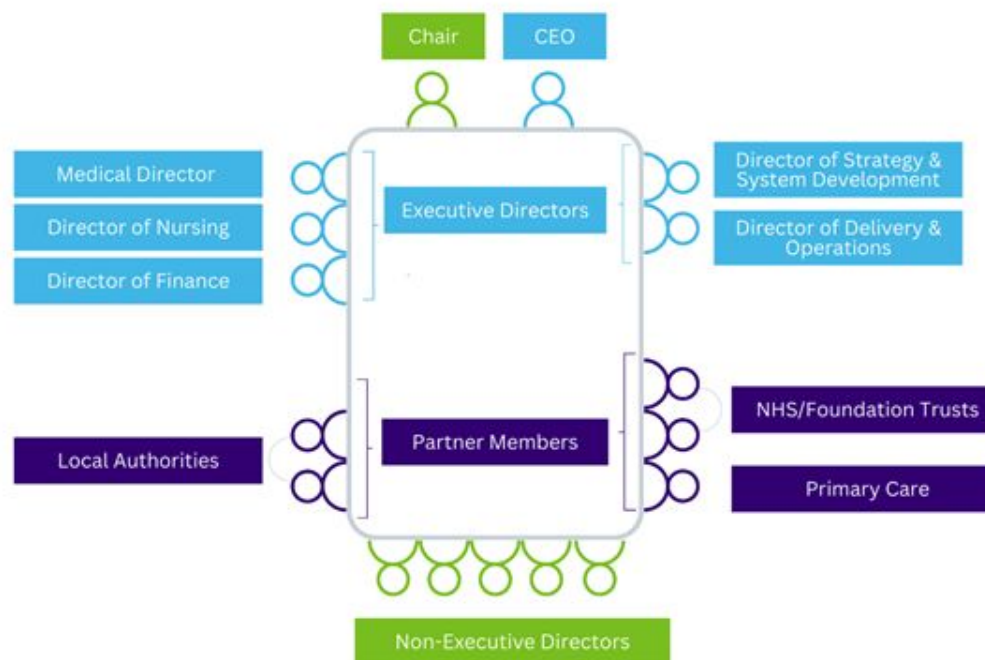 Chair
CEO
Medical Director
Director of Nursing
Director of Finance
Executive Directors
Director of Strategy &
System Development
Director of Delivery &
Operations
Local Authorities
Partner Members
NHS/Foundation Trusts
Primary Care
Non-Executive Directors